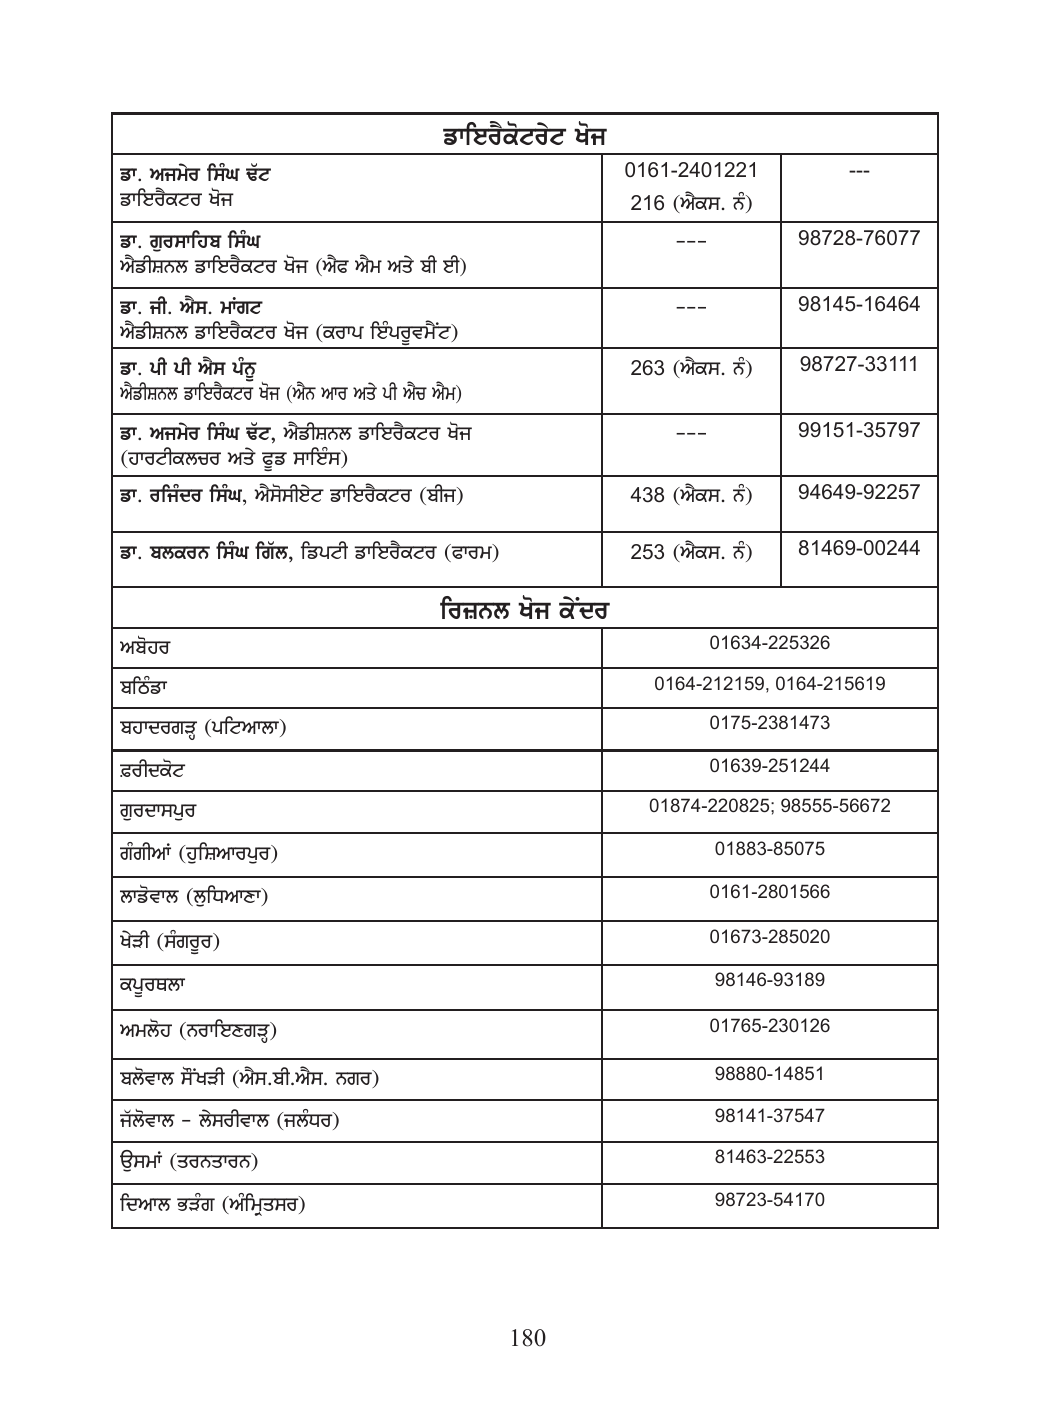 ਡਾਇਰੈਕੋਟਰੇਟ ਖੋਜ
ਡਾ. ਅਜਮੇਰ ਸਿੰਘ ਢੱਟ 0161-2401221 ---
ਡਾਇਰੈਕਟਰ ਖੋਜ 216 (ਐਕਸ. ਨੰ)
ਡਾ. ਗੁਰਸਾਹਿਬ ਸਿੰਘ --- 98728-76077
ਐਡੀਸ਼ਨਲ ਡਾਇਰੈਕਟਰ ਖੋਜ (ਐਫ ਐਮ ਅਤੇ ਬੀ ਈ)
ਡਾ. ਜੀ. ਐਸ. ਮਾਂਗਟ --- 98145-16464
ਐਡੀਸ਼ਨਲ ਡਾਇਰੈਕਟਰ ਖੋਜ (ਕਰਾਪ ਇੰਪਰੂਵਮੈਂਟ)
ਡਾ. ਪੀ ਪੀ ਐਸ ਪੰਨੂ 263 (ਐਕਸ. ਨੰ) 98727-33111
ਐਡੀਸ਼ਨਲ ਡਾਇਰੈਕਟਰ ਖੋਜ (ਐਨ ਆਰ ਅਤੇ ਪੀ ਐਚ ਐਮ)
ਡਾ. ਅਜਮੇਰ ਸਿੰਘ ਢੱਟ, ਐਡੀਸ਼ਨਲ ਡਾਇਰੈਕਟਰ ਖੋਜ --- 99151-35797
(ਹਾਰਟੀਕਲਚਰ ਅਤੇ ਫੂਡ ਸਾਇੰਸ)
ਡਾ. ਰਜਿੰਦਰ ਸਿੰਘ, ਐਸੋਸੀਏਟ ਡਾਇਰੈਕਟਰ (ਬੀਜ) 438 (ਐਕਸ. ਨੰ) 94649-92257
ਡਾ. ਬਲਕਰਨ ਸਿੰਘ ਗਿੱਲ, ਡਿਪਟੀ ਡਾਇਰੈਕਟਰ (ਫਾਰਮ) 253 (ਐਕਸ. ਨੰ) 81469-00244
ਰਿਜ਼ਨਲ ਖੋਜ ਕੇਂਦਰ
ਅਬੋਹਰ 01634-225326
ਬਠਿੰਡਾ 0164-212159, 0164-215619
ਬਹਾਦਰਗੜ੍ਹ (ਪਟਿਆਲਾ) 0175-2381473
ਫ਼ਰੀਦਕੋਟ 01639-251244
ਗੁਰਦਾਸਪੁਰ 01874-220825; 98555-56672
ਗੰਗੀਆਂ (ਹੁਸ਼ਿਆਰਪੁਰ) 01883-85075
ਲਾਡੋਵਾਲ (ਲੁਧਿਆਣਾ) 0161-2801566
ਖੇੜੀ (ਸੰਗਰੂਰ) 01673-285020
ਕਪੂਰਥਲਾ 98146-93189
ਅਮਲੋਹ (ਨਰਾਇਣਗੜ੍ਹ) 01765-230126
ਬਲੋਵਾਲ ਸੌਂਖੜੀ (ਐਸ.ਬੀ.ਐਸ. ਨਗਰ) 98880-14851
ਜੱਲੋਵਾਲ - ਲੇਸਰੀਵਾਲ (ਜਲੰਧਰ) 98141-37547
ਉਸਮਾਂ (ਤਰਨਤਾਰਨ) 81463-22553
ਦਿਆਲ ਭੜੰਗ (ਅੰਮ੍ਰਿਤਸਰ) 98723-54170
180